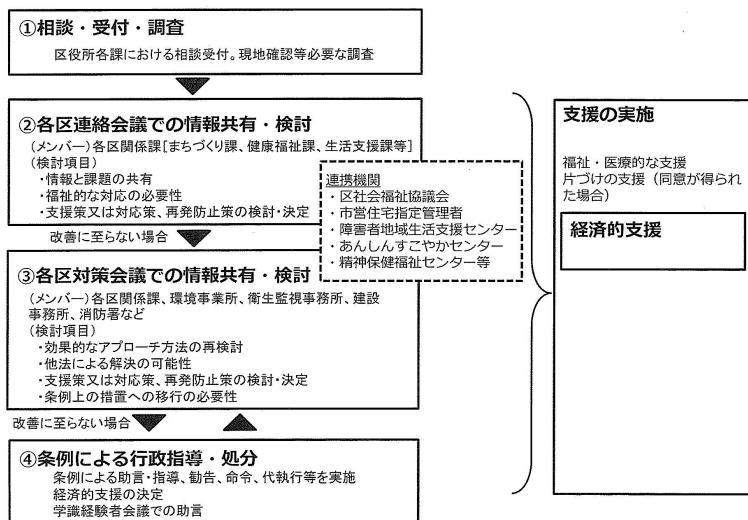 ①相談・受付・調査
区役所各課における相談受付。現地確認等必要な調査
②各区連絡会議での情報共有・検討
(メンバー)各区関係課[まちづくり課、健康福祉課、生活支援課等]
(検討項目)
・情報と課題の共有
・福祉的な対応の必要性
・支援策又は対応策、再発防止策の検討・決定
連携機関
・区社会福祉協議会
・市営住宅指定管理者
・障害者地域生活支援センター
・あんしんすこやかセンター
・精神保健福祉センター等
改善に至らない場合
③各区対策会議での情報共有・検討
(メンバー)各区関係課、環境事業所、衛生監視事務所、建設
事務所、消防署など
(検討項目)
・効果的なアプローチ方法の再検討
・他法による解決の可能性
・支援策又は対応策、再発防止策の検討・決定
・条例上の措置への移行の必要性
改善に至らない場合
④条例による行政指導・処分
条例による助言・指導、勧告、命令、代執行等を実施
経済的支援の決定
学識経験者会議での助言
支援の実施
福祉・医療的な支援
片づけの支援（同意が得られ
た場合）
経済的支援